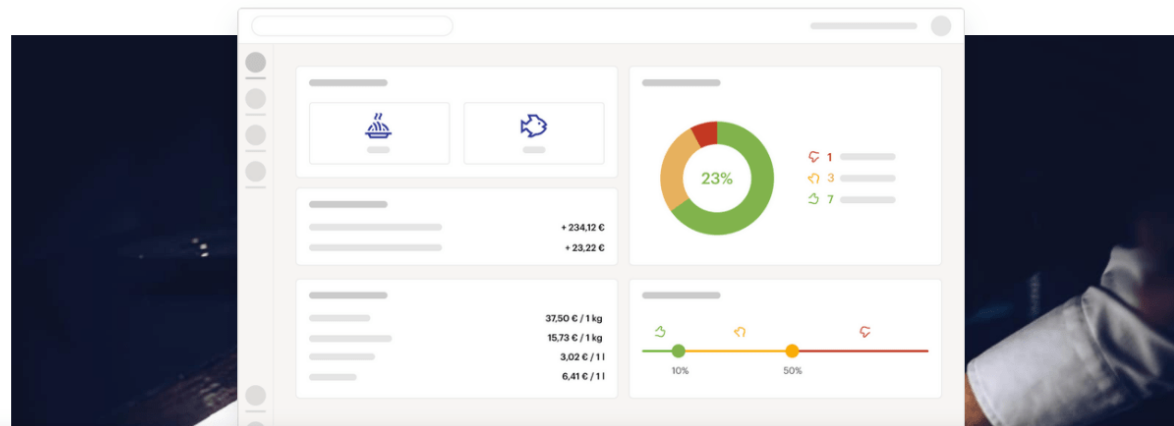 23%
1
3
7
+ 234,12 €
+ 23,22 €
37,50 € / 1 kg
15,73 € / 1 kg
3,02 € / 1 l
6,41 € / 1 l
10%
50%